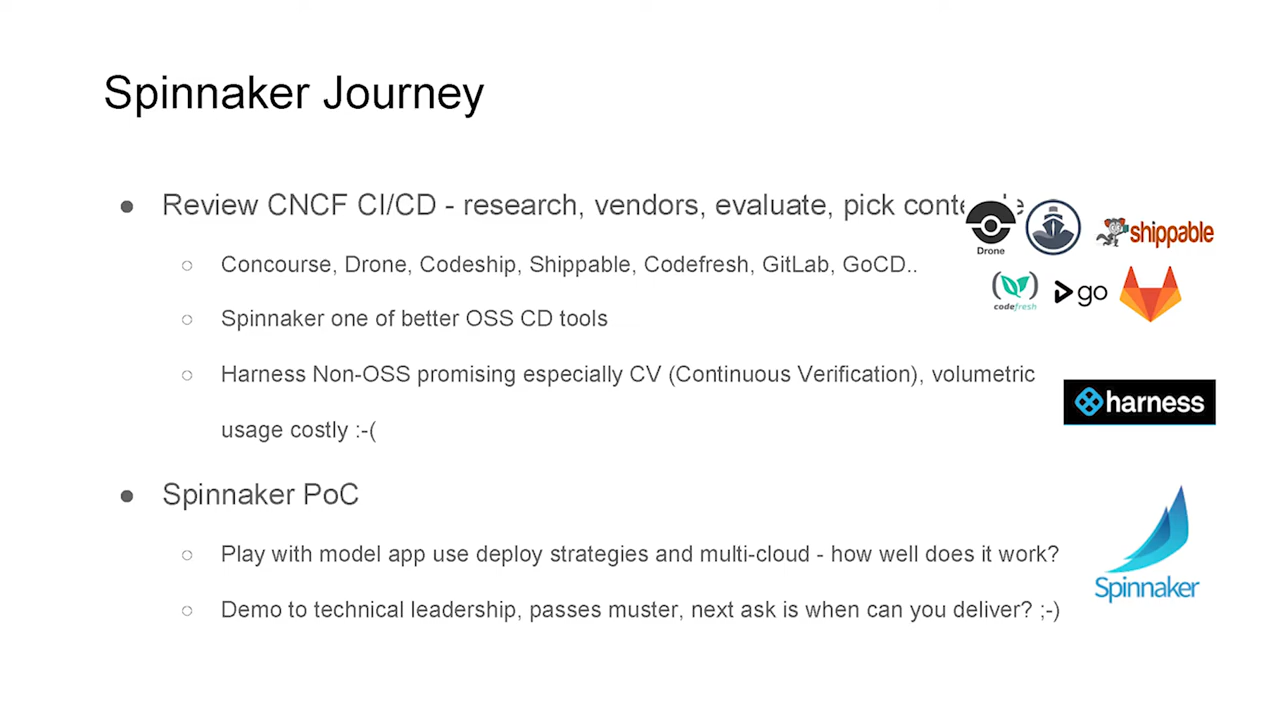 Spinnaker Journey
● Review CNCF CI/CD - research, vendors, evaluate, pick
○ Concourse, Drone, Codeship, Shippable, Codefresh, GitLab, GoCD..
○ Spinnaker one of better OSS CD tools
○ Harness Non-OSS promising especially CV (Continuous Verification), volumetric
usage costly :-(
● Spinnaker PoC
○ Play with model app use deploy strategies and multi-cloud - how well does it work?
○ Demo to technical leadership, passes muster, next ask is when can you deliver? ;-)
Drone
shippable
codefresh
go
harness
Spinnaker